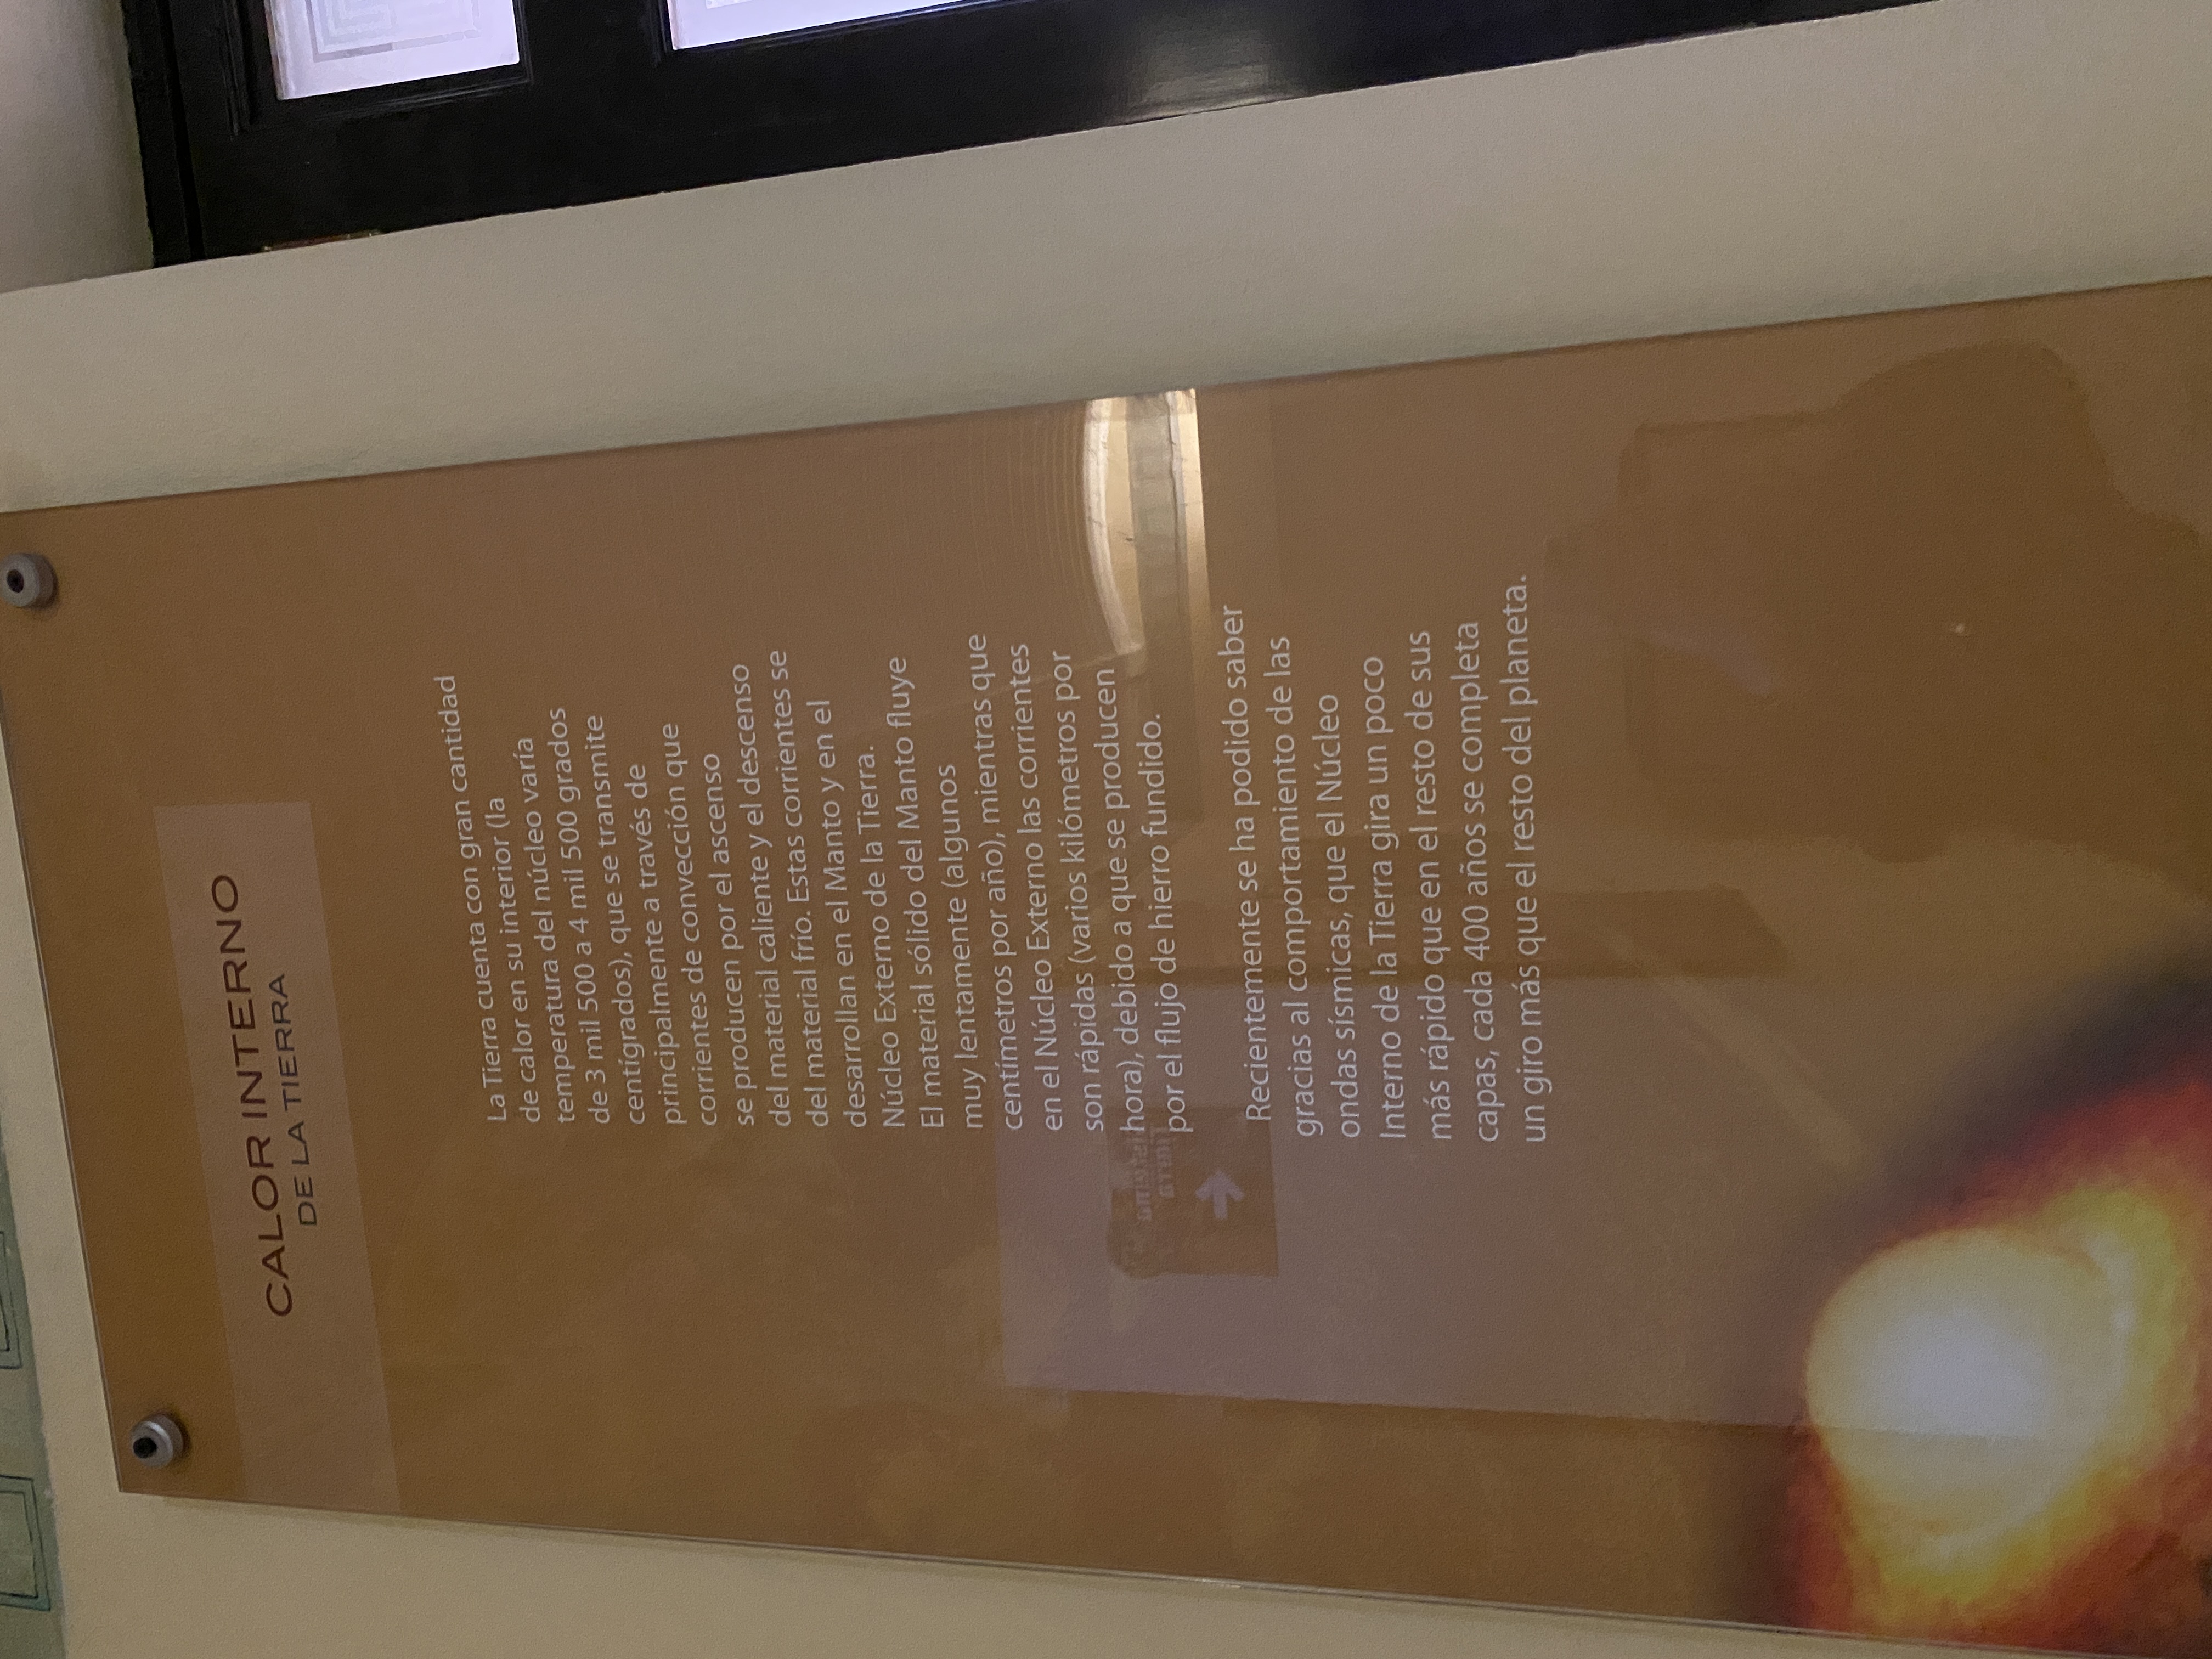 CALOR INTERNO
DE LA TIERRA
La Tierra cuenta con gran cantidad
de calor en su interior (la
temperatura del núcleo varía
de 3 mil 500 a 4 mil 500 grados
centígrados), que se transmite
principalmente a través de
corrientes de convección que
se producen por el ascenso
del material caliente y el descenso
del material frío. Estas corrientes se
desarrollan en el Manto y en el
Núcleo Externo de la Tierra.
El material sólido del Manto fluye
muy lentamente (algunos
centímetros por año), mientras que
en el Núcleo Externo las corrientes
son rápidas (varios kilómetros por
hora), debido a que se producen
por el flujo de hierro fundido.
Recientemente se ha podido saber
gracias al comportamiento de las
ondas sísmicas, que el Núcleo
Interno de la Tierra gira un poco
más rápido que en el resto de sus
capas, cada 400 años se completa
un giro más que el resto del planeta.